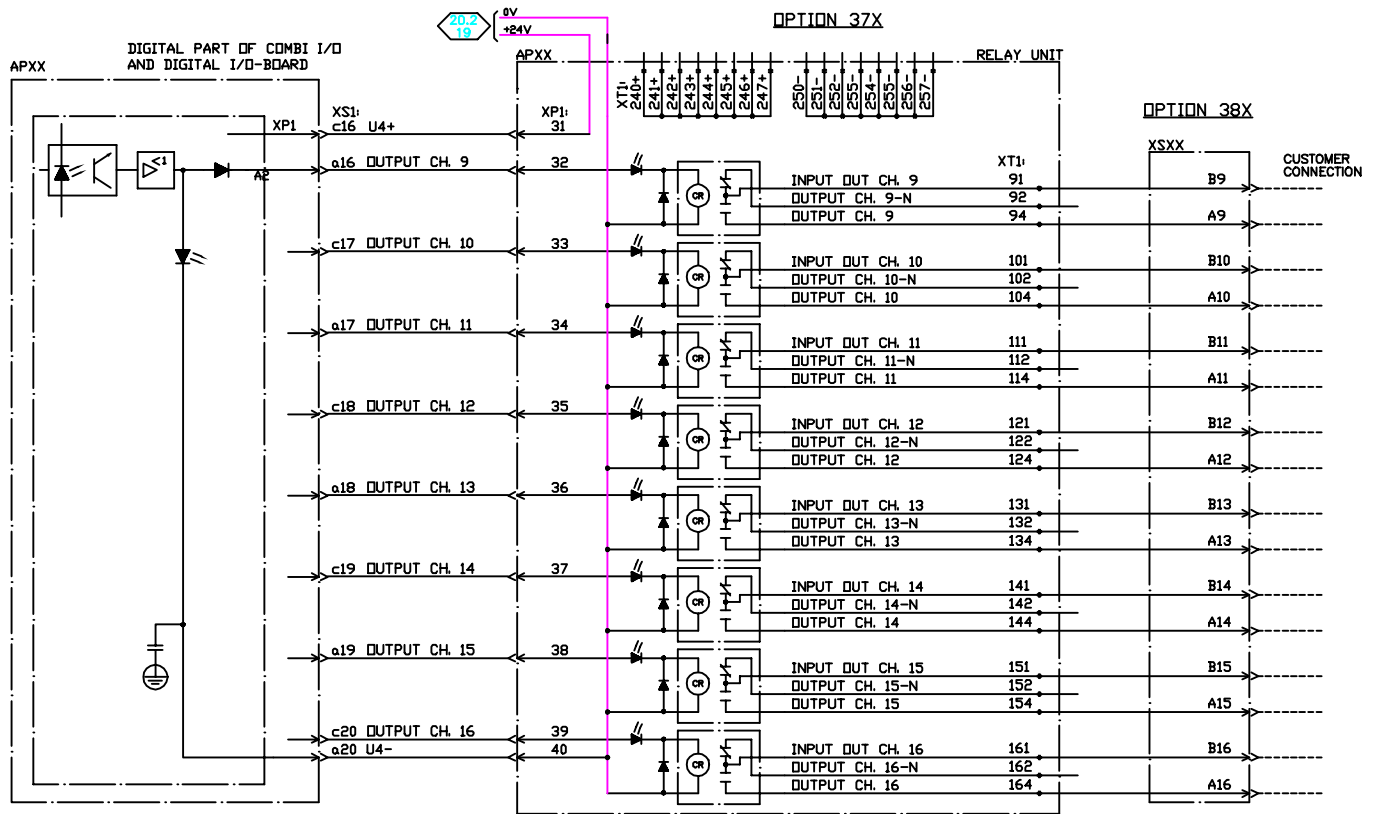 20.2
19
0V
+24V
OPTION 37X
DIGITAL PART OF COMBI I/O
AND DIGITAL I/O-BOARD
APXX
APXX
RELAY UNIT
XT1:
240+
241+
242+
243+
244+
245+
246+
247+
250-
251-
252-
255-
254-
255-
256-
257-
OPTION 38X
XSXX
CUSTOMER
CONNECTION
XS1:
XP1:
XT1:
XP1
c16 U4+
31
<1
A2
a16 OUTPUT CH. 9
32
CR
INPUT OUT CH. 9
91
B9
OUTPUT CH. 9-N
92
OUTPUT CH. 9
94
A9
c17 OUTPUT CH. 10
33
CR
INPUT OUT CH. 10
101
B10
OUTPUT CH. 10-N
102
OUTPUT CH. 10
104
A10
a17 OUTPUT CH. 11
34
CR
INPUT OUT CH. 11
111
B11
OUTPUT CH. 11-N
112
OUTPUT CH. 11
114
A11
c18 OUTPUT CH. 12
35
CR
INPUT OUT CH. 12
121
B12
OUTPUT CH. 12-N
122
OUTPUT CH. 12
124
A12
a18 OUTPUT CH. 13
36
CR
INPUT OUT CH. 13
131
B13
OUTPUT CH. 13-N
132
OUTPUT CH. 13
134
A13
c19 OUTPUT CH. 14
37
CR
INPUT OUT CH. 14
141
B14
OUTPUT CH. 14-N
142
OUTPUT CH. 14
144
A14
a19 OUTPUT CH. 15
38
CR
INPUT OUT CH. 15
151
B15
OUTPUT CH. 15-N
152
OUTPUT CH. 15
154
A15
c20 OUTPUT CH. 16
39
a20 U4-
40
CR
INPUT OUT CH. 16
161
B16
OUTPUT CH. 16-N
162
OUTPUT CH. 16
164
A16